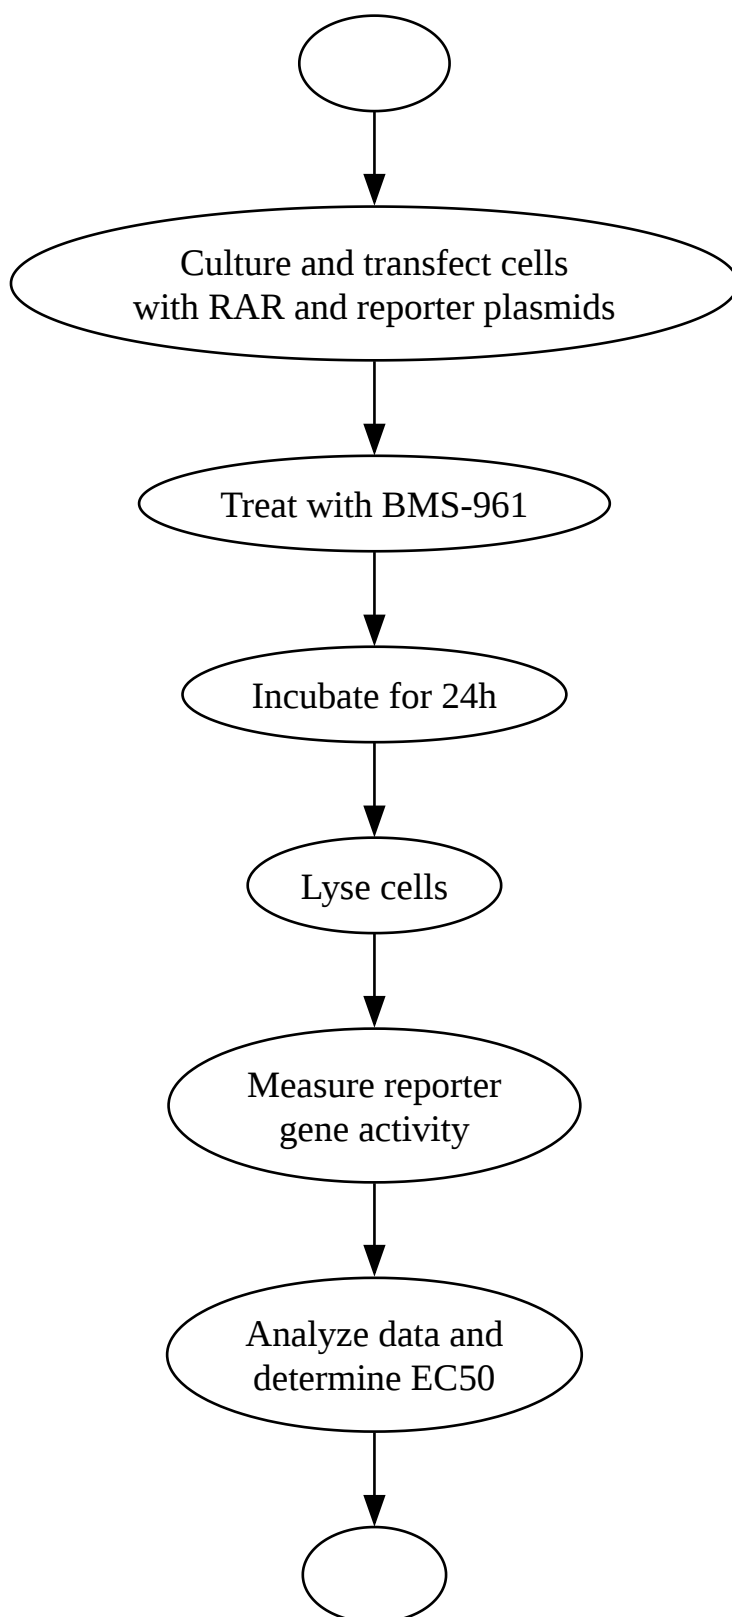 Culture and transfect cells
with RAR and reporter plasmids
Treat with BMS-961
Incubate for 24h
Lyse cells
Measure reporter
gene activity
Analyze data and
determine EC50